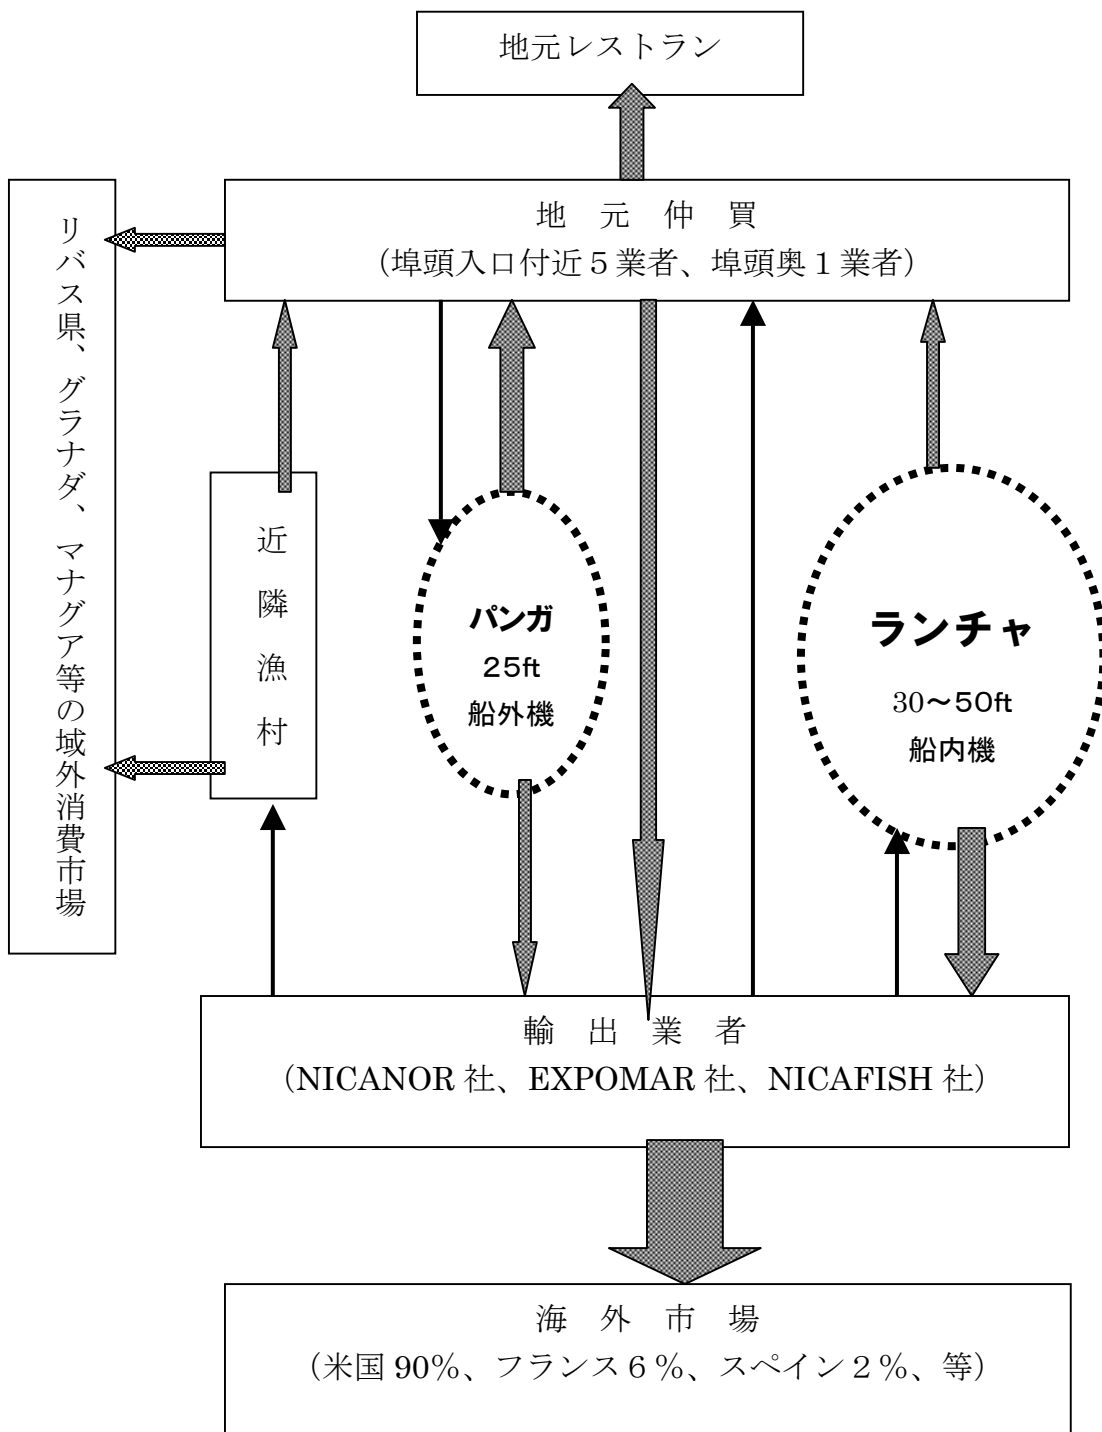 地元レストラン
地元仲買
（埠頭入口付近５業者、埠頭奥１業者）
リバス県、グラナダ、マナグア等の域外消費市場
近隣漁村
パンガ
25ft
船外機
ランチャ
30～50ft
船内機
輸出業者
（NICANOR 社、EXPOMAR 社、NICAFISH 社）
海外市場
（米国 90％、フランス６％、スペイン２％、等）